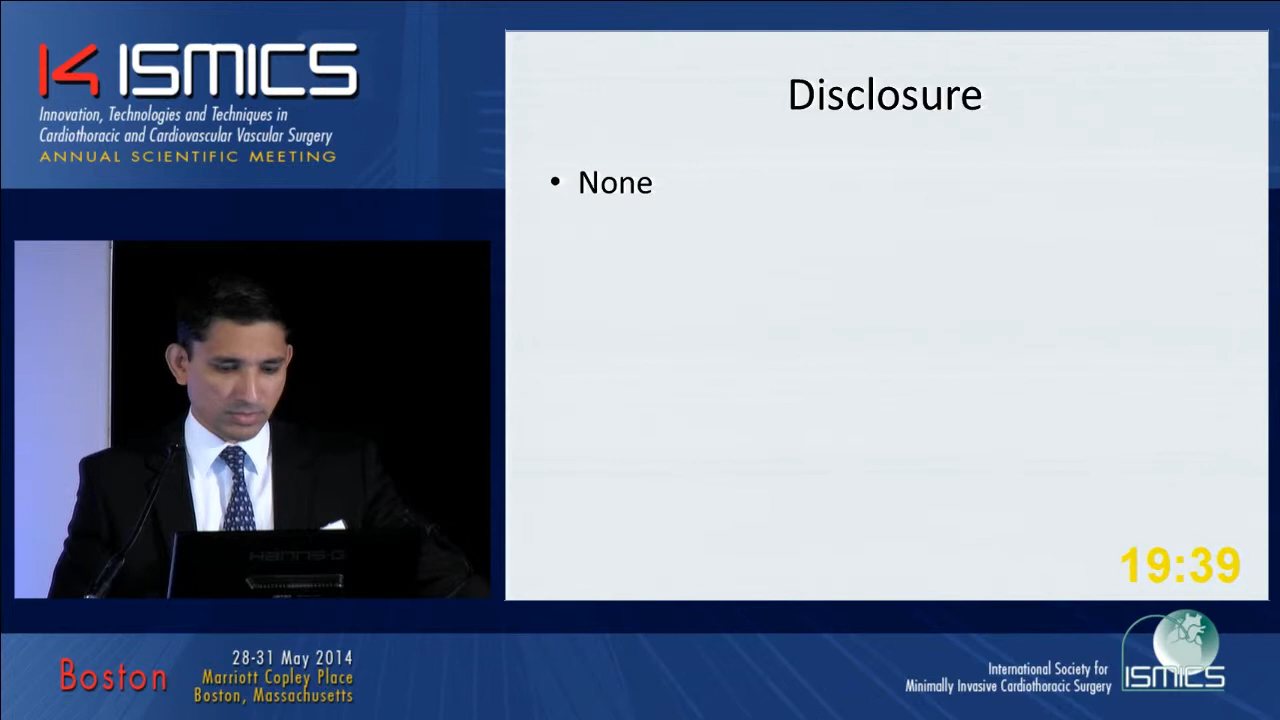 14 ISMICS
Innovation, Technologies and Techniques in
Cardiothoracic and Cardiovascular Vascular Surgery
ANNUAL SCIENTIFIC MEETING
Disclosure
• None
HANNS-G
19:39
Boston
28-31 May 2014
Marriott Copley Place
Boston, Massachusetts
International Society for
Minimally Invasive Cardiothoracic Surgery
ISMICS